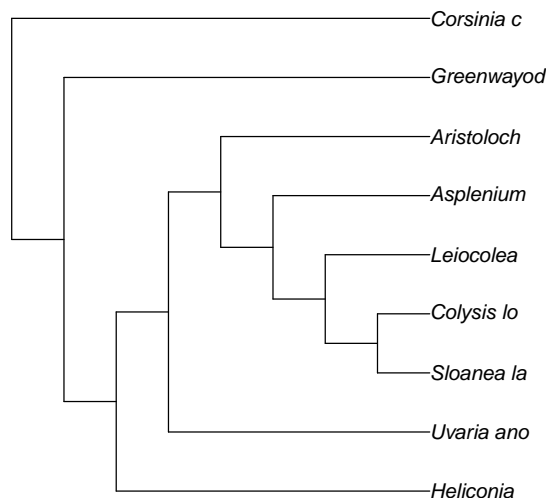 Corsinia c
Greenwayod
Aristoloch
Asplenium
Leiocolea
Colysis lo
Sloanea la
Uvaria ano
Heliconia